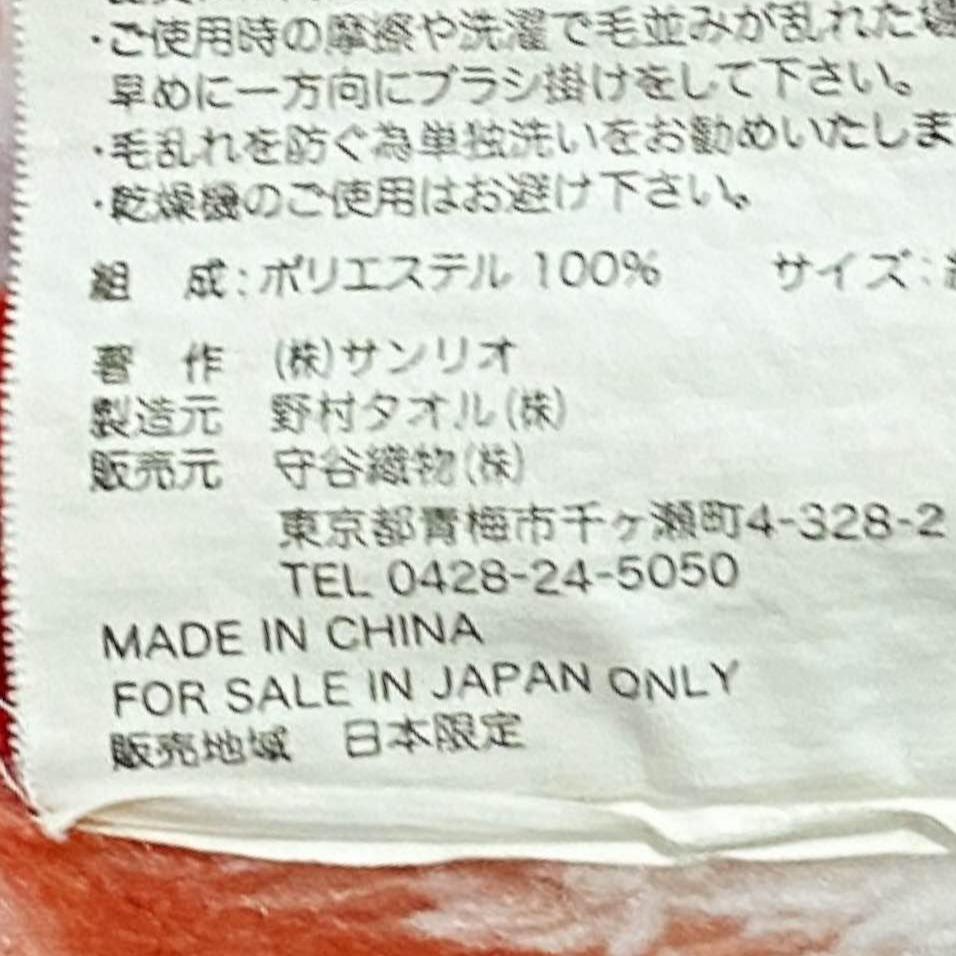 ・ご使用時の摩擦や洗濯で毛並みが乱れた場
早めに一方向にブラシ掛けをして下さい。
・毛乱れを防ぐ為単独洗いをお勧めいたしま
・乾燥機のご使用はお避け下さい。
組 成:ポリエステル 100% サイズ:
著 作 (株)サンリオ
製造元 野村タオル(株)
販売元 守谷織物(株)
東京都青梅市千ヶ瀬町4-328-2
TEL 0428-24-5050
MADE IN CHINA
FOR SALE IN JAPAN ONLY
販売地域 日本限定